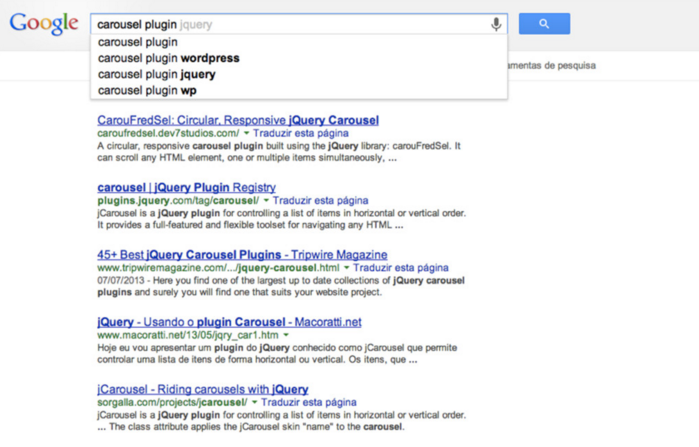 Google
carousel plugin jquery
carousel plugin
carousel plugin wordpress
carousel plugin jquery
carousel plugin wp
amentas de pesquisa
CarouFredSel: Circular, Responsive jQuery Carousel
caroufredsel.dev7studios.com/ Traduzir esta página
A circular, responsive carousel plugin built using the jQuery library: carouFredSel. It
can scroll any HTML element, one or multiple items simultaneously, ...
carousel | jQuery Plugin Registry
plugins.jquery.com/tag/carousel/ Traduzir esta página
jCarousel is a jQuery plugin for controlling a list of items in horizontal or vertical order.
It provides a full-featured and flexible toolset for navigating any HTML ...
45+ Best jQuery Carousel Plugins - Tripwire Magazine
www.tripwiremagazine.com/.../jquery-carousel.html Traduzir esta página
07/07/2013 - Here you find one of the largest up to date collections of jQuery carousel
plugins and surely you will find one that suits your website project.
jQuery - Usando o plugin Carousel - Macoratti.net
www.macoratti.net/13/05/jqry_car1.htm
Hoje eu vou apresentar um plugin do jQuery conhecido como jCarousel que permite
controlar uma lista de itens de forma horizontal ou vertical. Os itens, que ...
jCarousel - Riding carousels with jQuery
sorgalla.com/projects/jcarousel/ Traduzir esta página
jCarousel is a jQuery plugin for controlling a list of items in horizontal or vertical order.
... The class attribute applies the jCarousel skin "name" to the carousel.